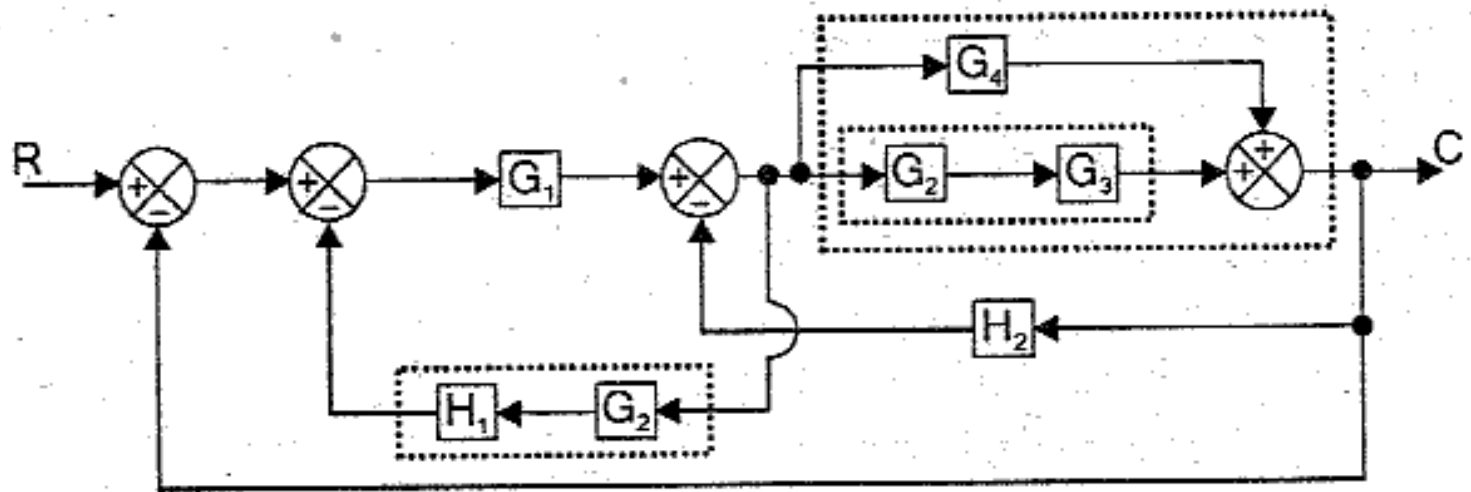 G₄
R + − + − G₁ + − G₂ G₃ + + C
H₂
H₁ G₂